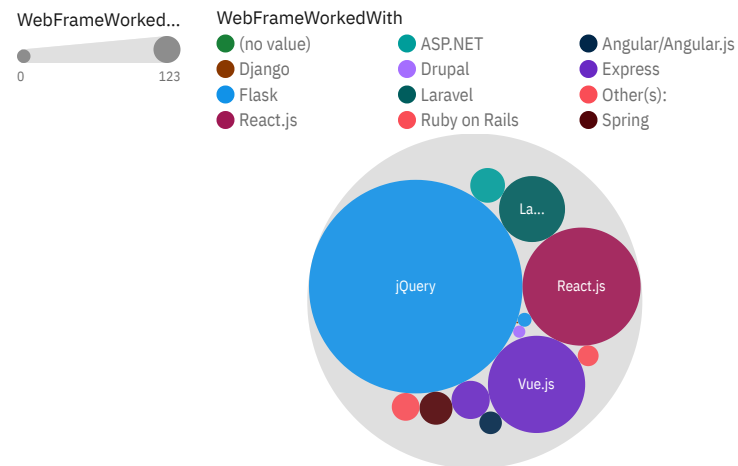 WebFrameWorked...
0 123
WebFrameWorkedWith
(no value) ASP.NET Angular/Angular.js
Django Drupal Express
Flask Laravel Other(s):
React.js Ruby on Rails Spring
La...
jQuery React.js
Vue.js